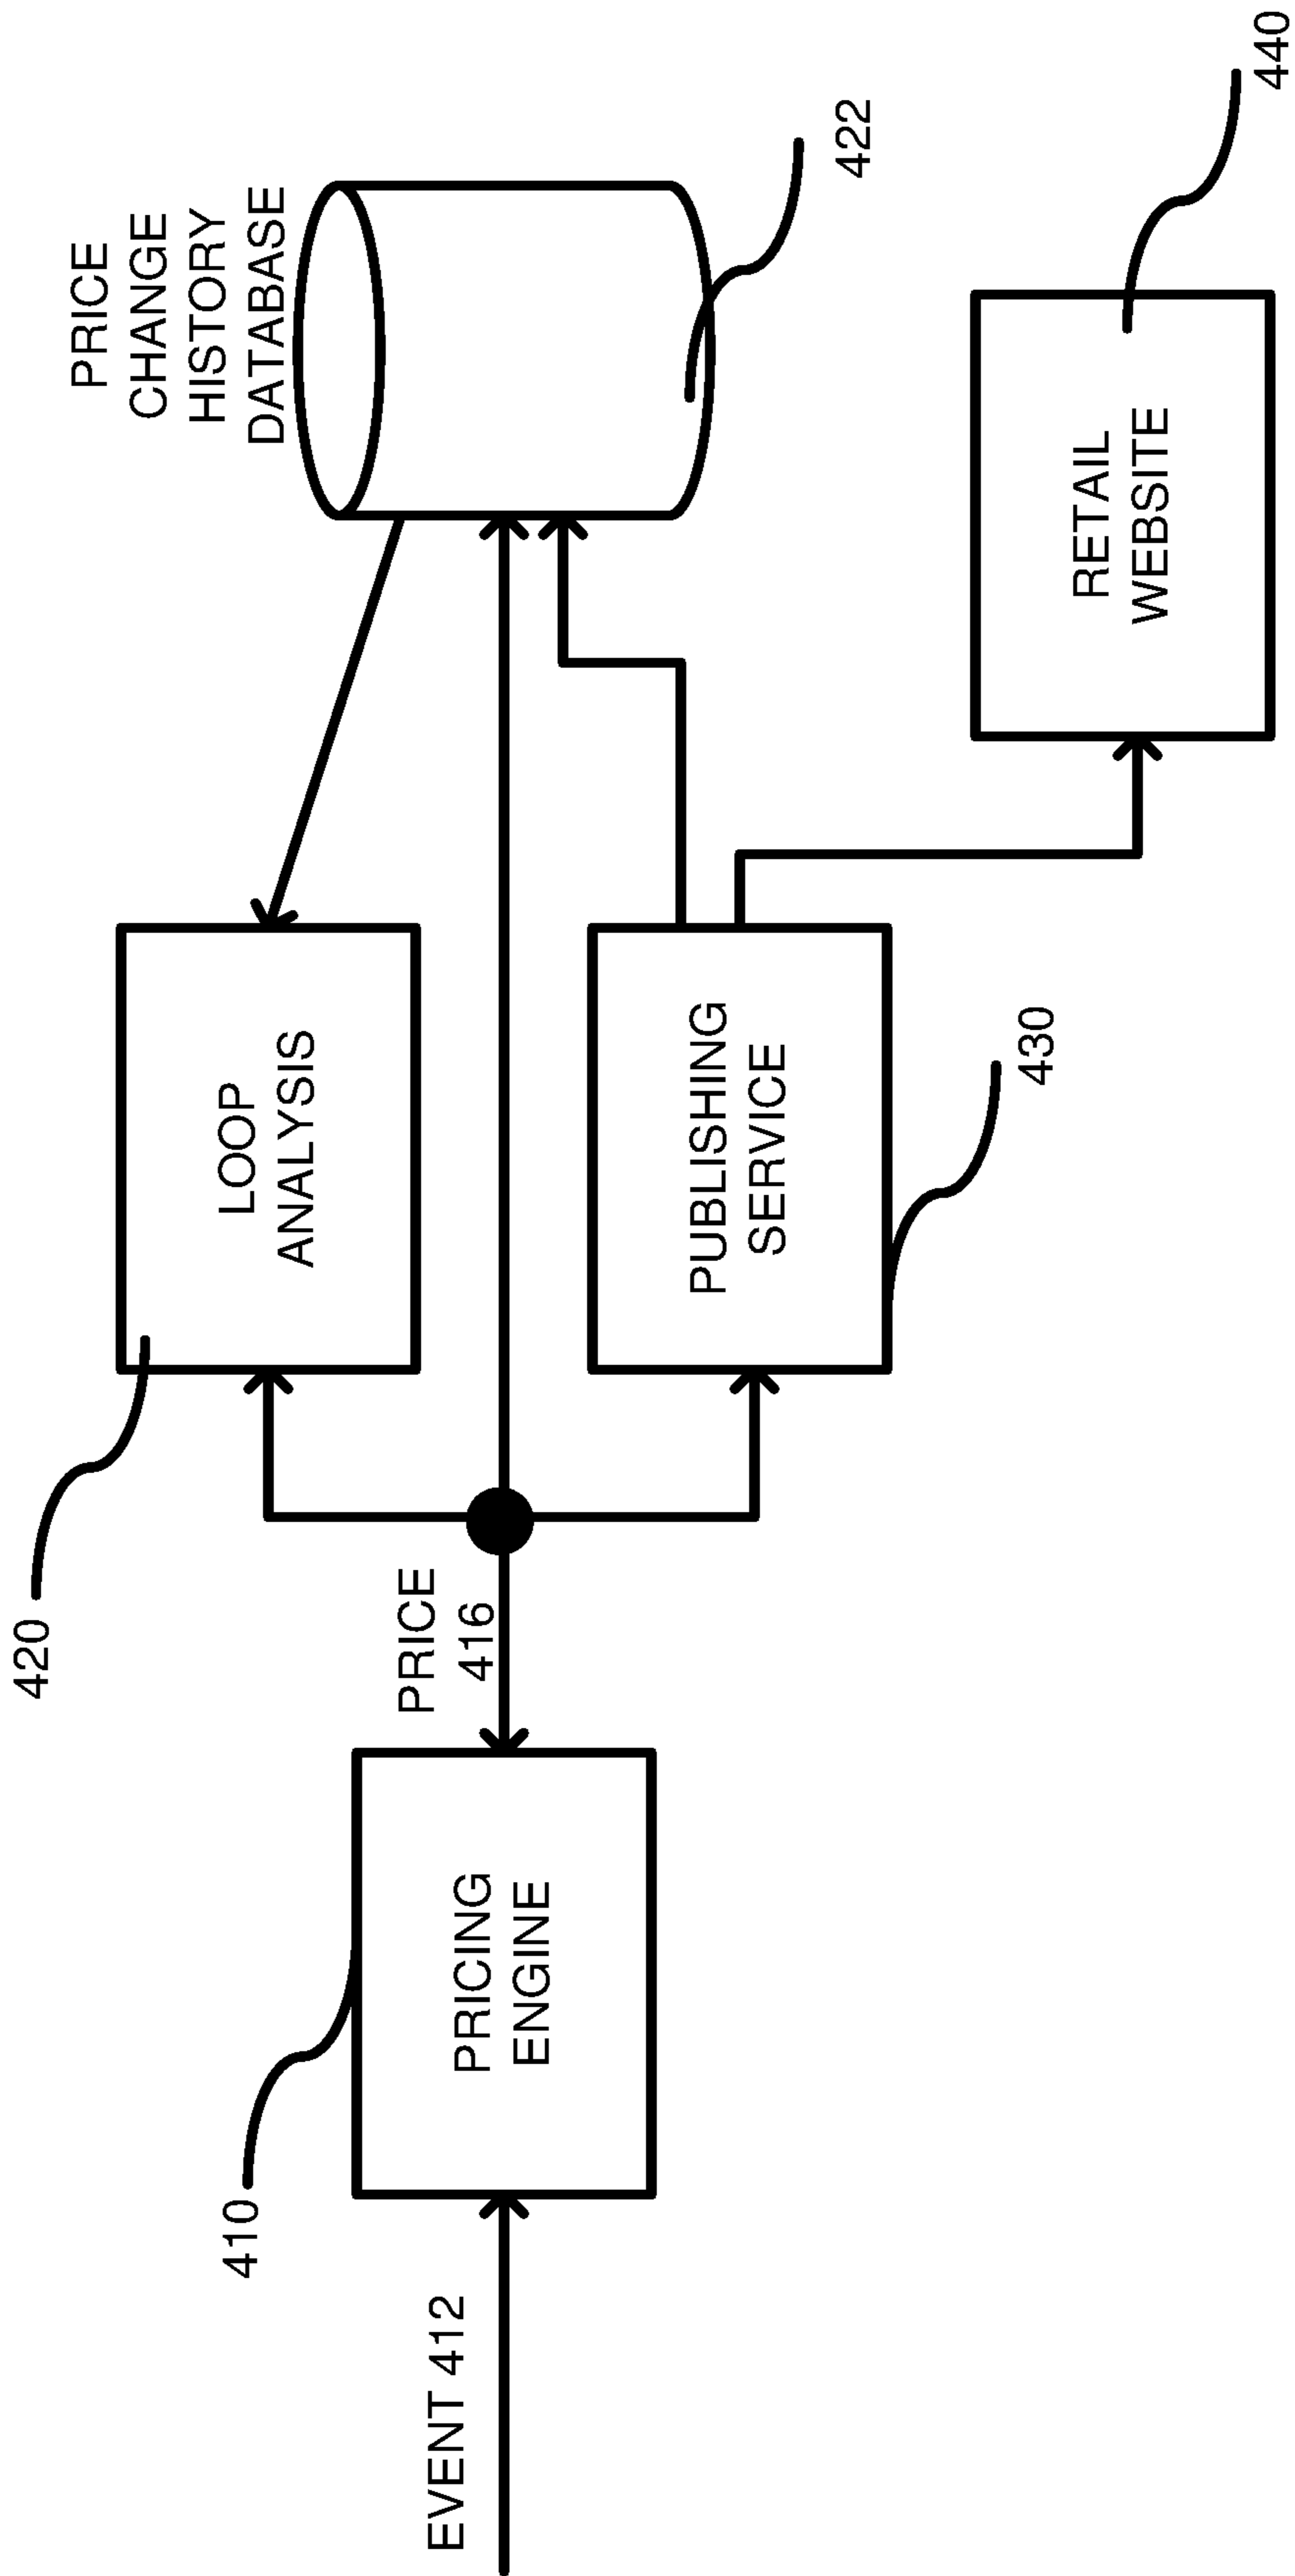 PRICE
CHANGE
HISTORY
DATABASE
420
LOOP
ANALYSIS
422
410
PRICE
416
EVENT 412
PRICING
ENGINE
PUBLISHING
SERVICE
430
RETAIL
WEBSITE
440